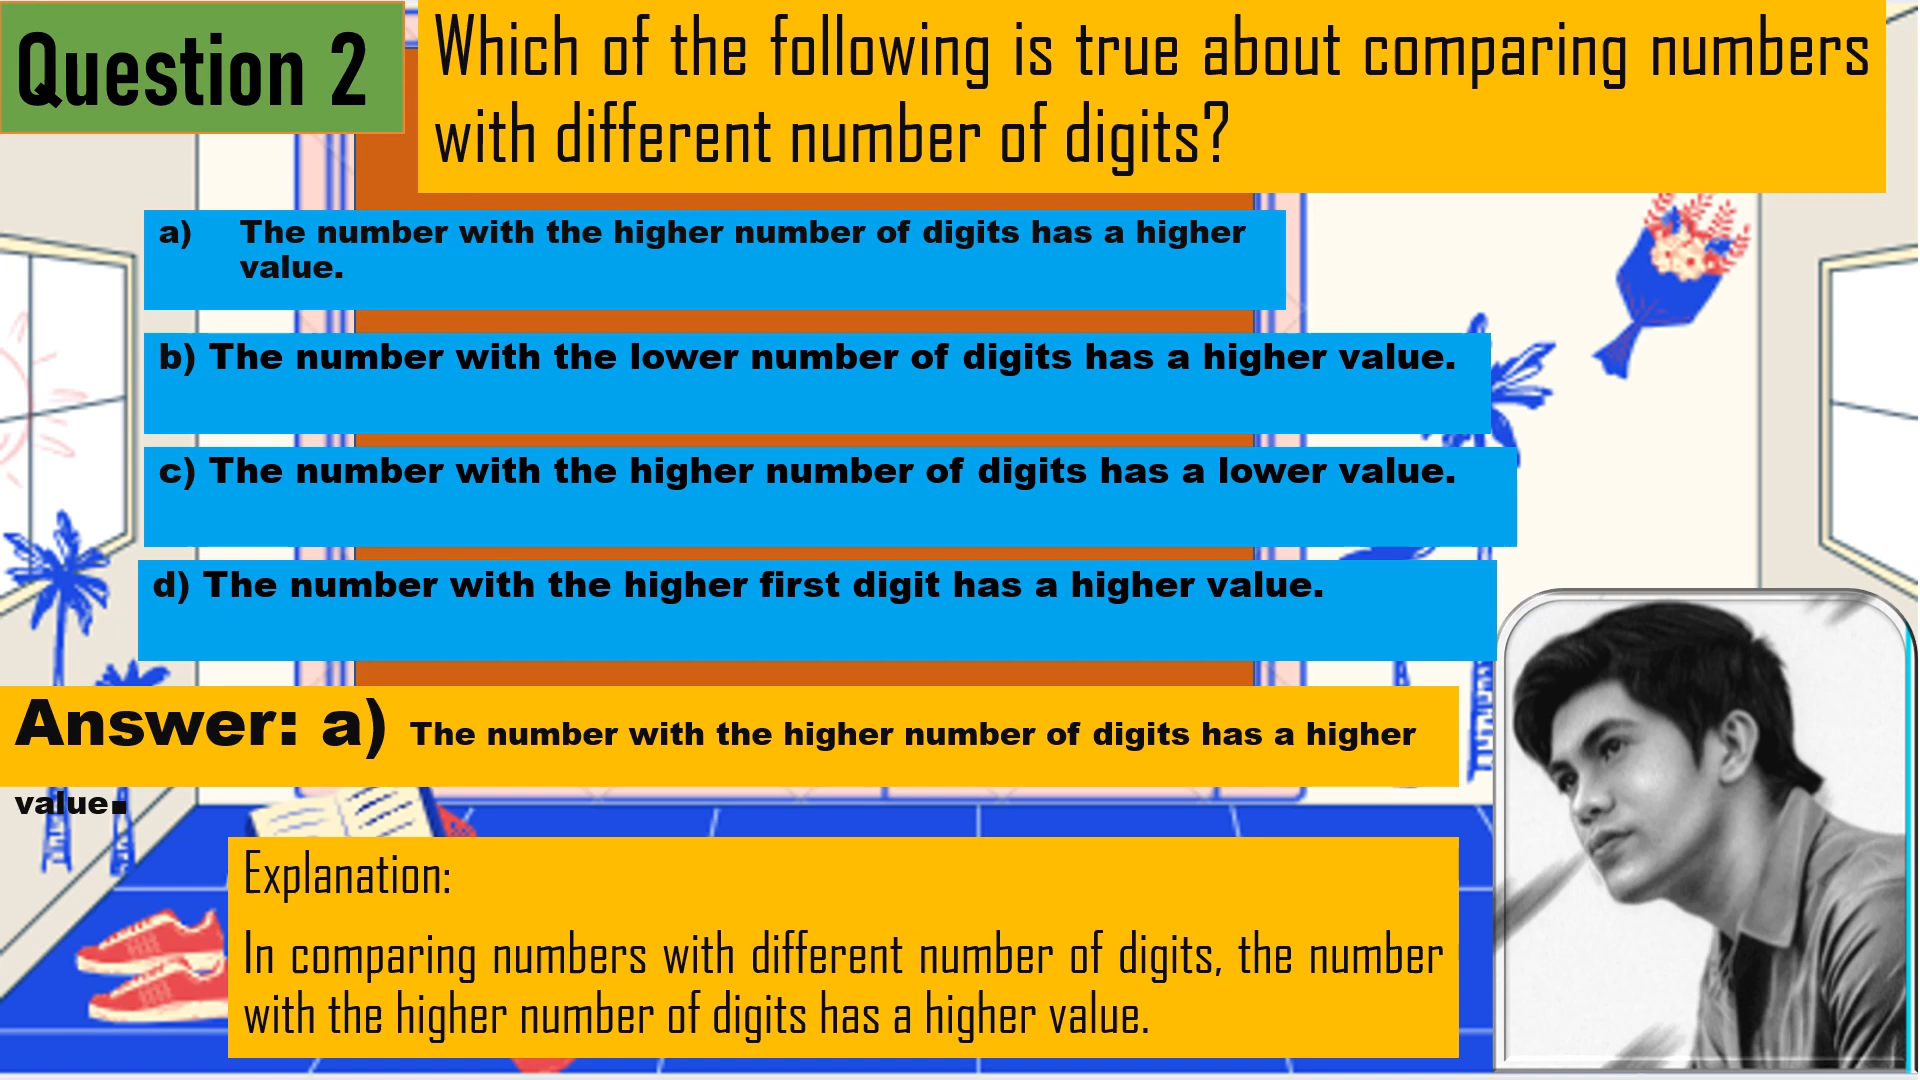 Question 2
Which of the following is true about comparing numbers
with different number of digits?
a) The number with the higher number of digits has a higher
value.
b) The number with the lower number of digits has a higher value.
c) The number with the higher number of digits has a lower value.
d) The number with the higher first digit has a higher value.
Answer: a) The number with the higher number of digits has a higher
value.
Explanation:
In comparing numbers with different number of digits, the number
with the higher number of digits has a higher value.